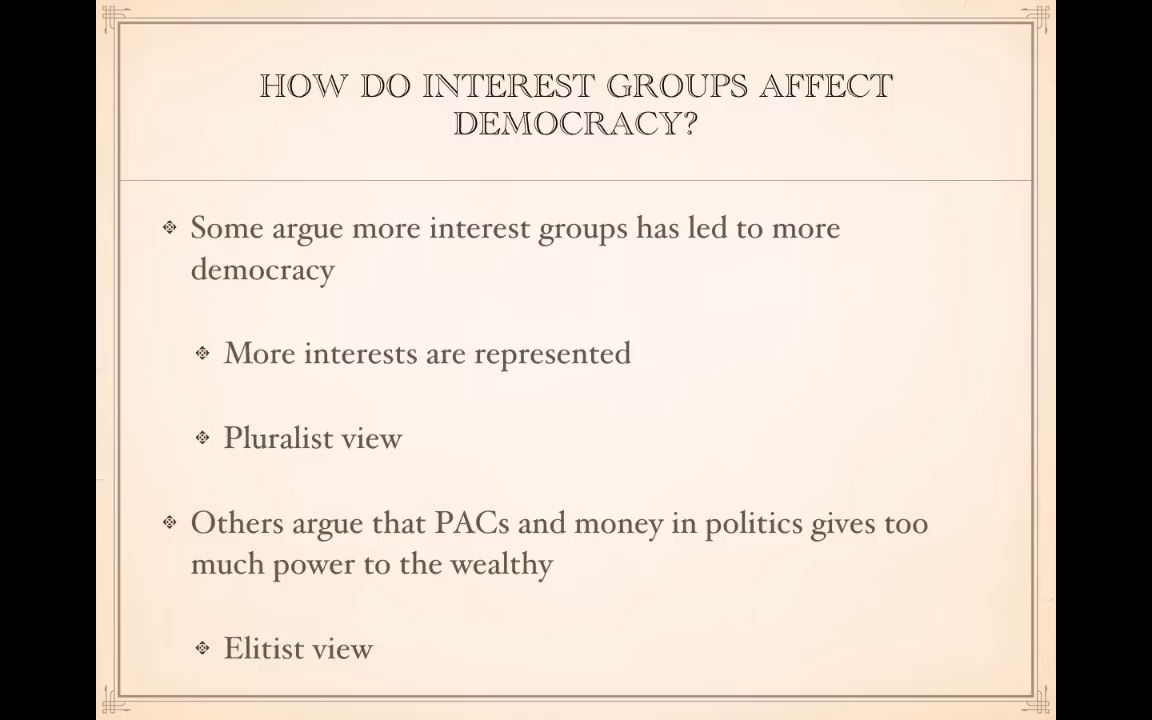 HOW DO INTEREST GROUPS AFFECT
DEMOCRACY?
Some argue more interest groups has led to more
democracy
More interests are represented
Pluralist view
Others argue that PACs and money in politics gives too
much power to the wealthy
Elitist view